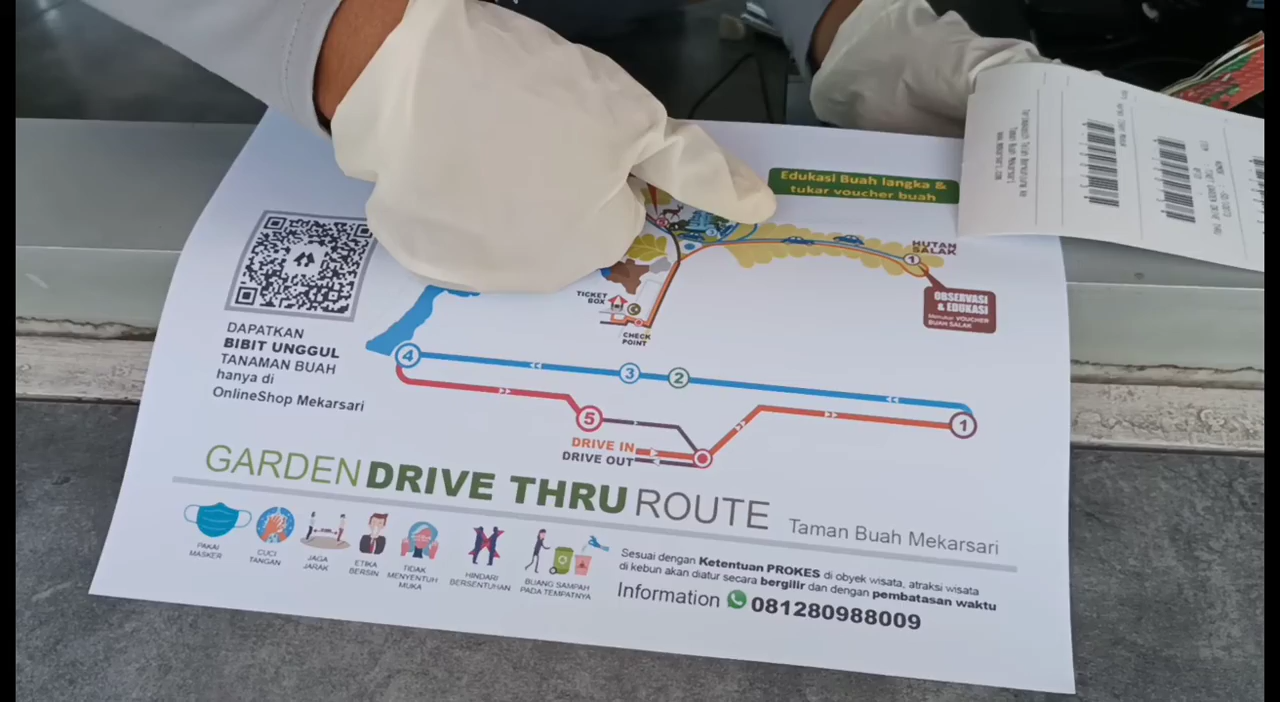 Edukasi Buah langka &
tukar voucher buah
HUTAN
SALAK
1
OBSERVASI
& EDUKASI
Menukar VOUCHER
BUAH SALAK
TICKET
BOX
CHECK
POINT
DAPATKAN
BIBIT UNGGUL
TANAMAN BUAH
hanya di
OnlineShop Mekarsari
4
3
2
1
5
DRIVE IN
DRIVE OUT
GARDEN DRIVE THRU ROUTE Taman Buah Mekarsari
PAKAI
MASKER
CUCI
TANGAN
JAGA
JARAK
ETIKA
BERSIN
TIDAK
MENYENTUH
MUKA
HINDARI
BERSENTUHAN
BUANG SAMPAH
PADA TEMPATNYA
Sesuai dengan Ketentuan PROKES di obyek wisata, atraksi wisata
di kebun akan diatur secara bergilir dan dengan pembatasan waktu
Information 081280988009